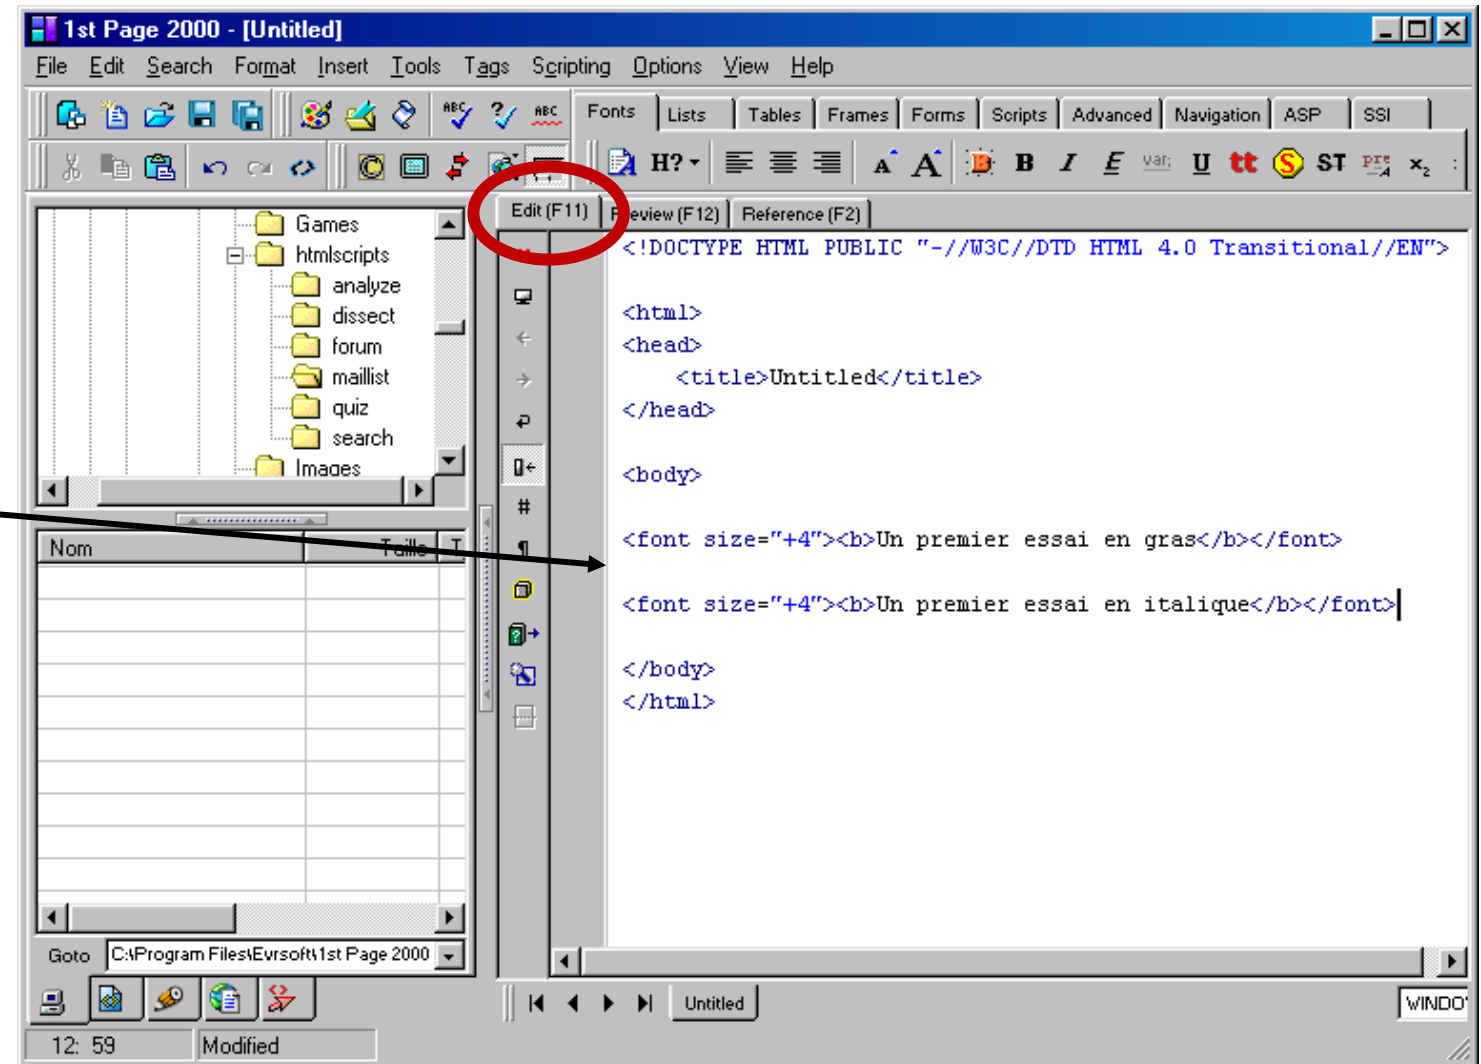 1st Page 2000 - [Untitled]
File Edit Search Format Insert Tools Tags Scripting Options View Help
Fonts Lists Tables Frames Forms Scripts Advanced Navigation ASP SSI
H? A A B B I E var; U tt S ST pre x₂
Edit (F11) Preview (F12) Reference (F2)
Games
htmlscripts
analyze
dissect
forum
maillist
quiz
search
Images
Nom Taille T
<!DOCTYPE HTML PUBLIC "-//W3C//DTD HTML 4.0 Transitional//EN">
<html>
<head>
<title>Untitled</title>
</head>
<body>
<font size="+4"><b>Un premier essai en gras</b></font>
<font size="+4"><b>Un premier essai en italique</b></font>
</body>
</html>
Goto C:\Program Files\Evrsoft\1st Page 2000
Untitled
12: 59 Modified